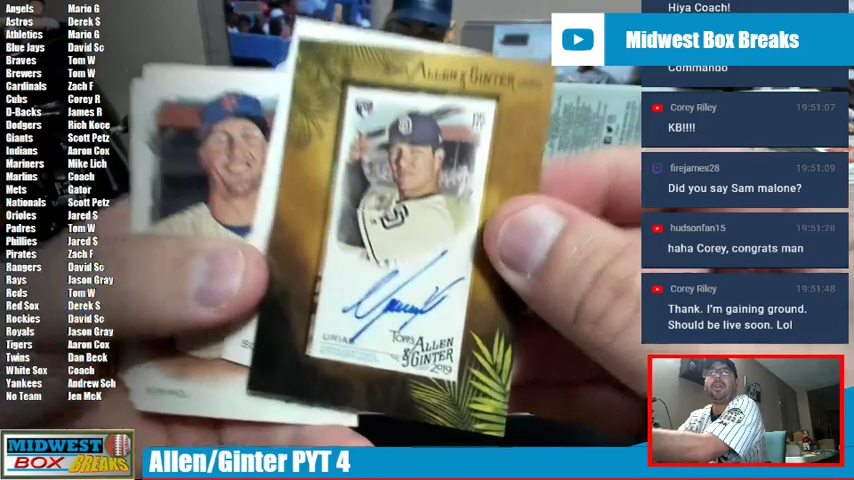 Angels Mario G
Astros Derek S
Athletics Mario G
Blue Jays David Sc
Braves Tom W
Brewers Tom W
Cardinals Zach F
Cubs Corey R
D-Backs James R
Dodgers Rich Koce
Giants Scott Petz
Indians Aaron Cox
Mariners Mike Lich
Marlins Coach
Mets Gator
Nationals Scott Petz
Orioles Jared S
Padres Tom W
Phillies Jared S
Pirates Zach F
Rangers David Sc
Rays Jason Gray
Reds Tom W
Red Sox Derek S
Rockies David Sc
Royals Jason Gray
Tigers Aaron Cox
Twins Dan Beck
White Sox Coach
Yankees Andrew Sch
No Team Jen McK
ALLEN & GINTER
URIAS
TOPPS
ALLEN
& GINTER
2019
Midwest Box Breaks
Hiya Coach!
Commando
Corey Riley 19:51:07
KB!!!!
firejames28 19:51:09
Did you say Sam malone?
hudsonfan15 19:51:28
haha Corey, congrats man
Corey Riley 19:51:48
Thank. I'm gaining ground.
Should be live soon. Lol
MIDWEST
BOX BREAKS
Allen/Ginter PYT 4